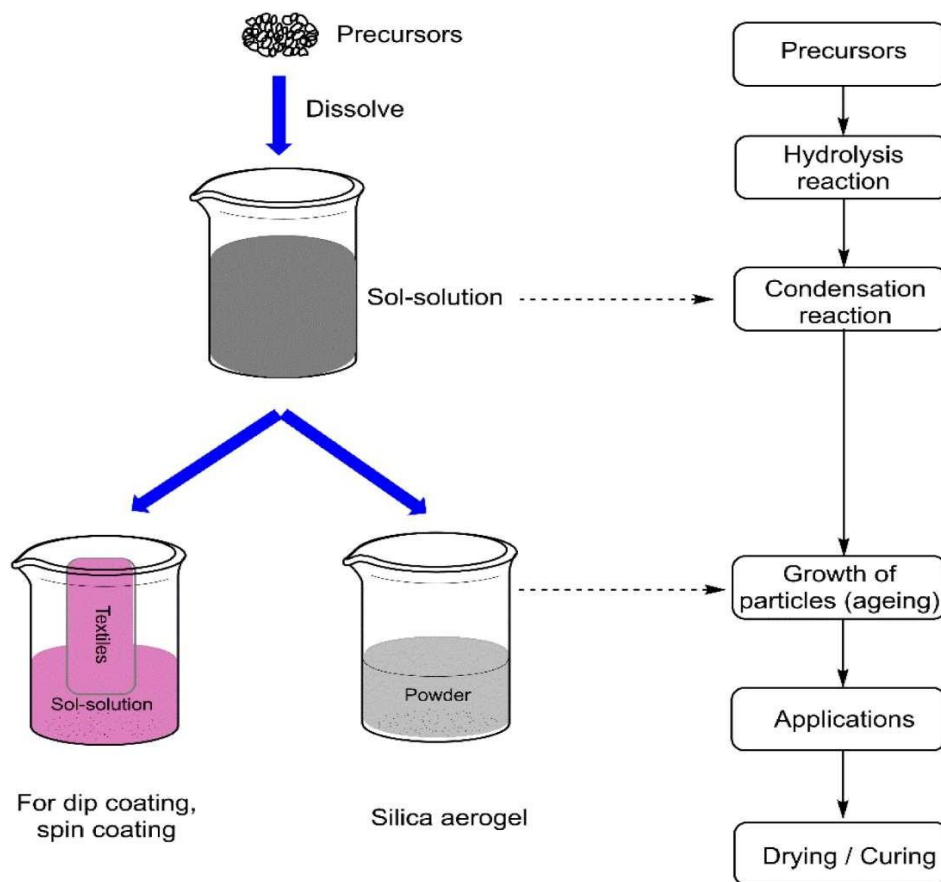 Precursors
Dissolve
Sol-solution
Textiles
Sol-solution
For dip coating,
spin coating
Powder
Silica aerogel
Precursors
Hydrolysis
reaction
Condensation
reaction
Growth of
particles (ageing)
Applications
Drying / Curing